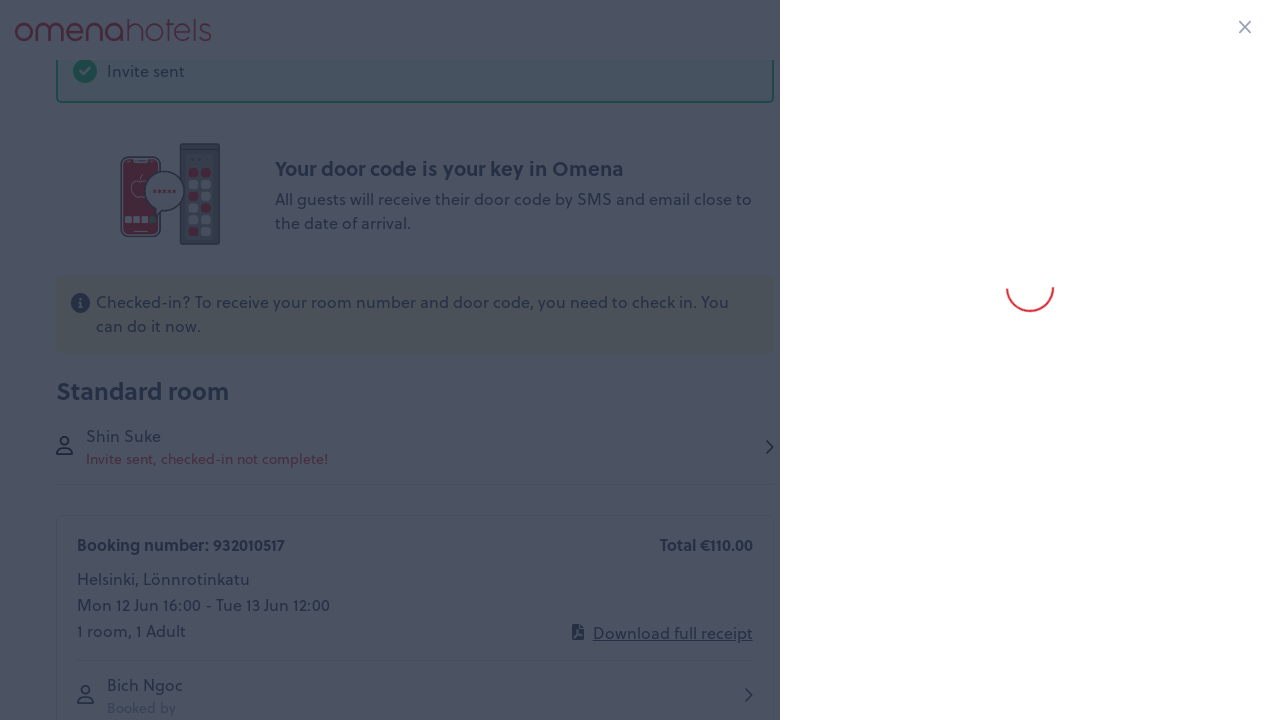 omenahotels
Invite sent
Your door code is your key in Omena
All guests will receive their door code by SMS and email close to
the date of arrival.
Checked-in? To receive your room number and door code, you need to check in. You
can do it now.
Standard room
Shin Suke
Invite sent, checked-in not complete!
Booking number: 932010517 Total €110.00
Helsinki, Lönnrotinkatu
Mon 12 Jun 16:00 - Tue 13 Jun 12:00
1 room, 1 Adult
Download full receipt
Bich Ngoc
Booked by